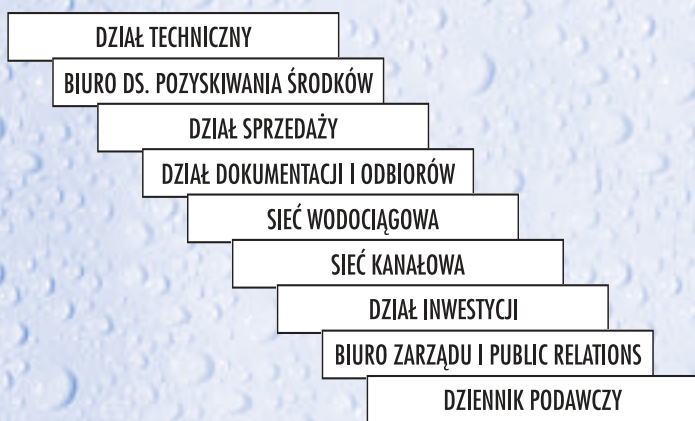 DZIAŁ TECHNICZNY
BIURO DS. POZYSKIWANIA ŚRODKÓW
DZIAŁ SPRZEDAŻY
DZIAŁ DOKUMENTACJI I ODBIORÓW
SIEĆ WODOCIĄGOWA
SIEĆ KANAŁOWA
DZIAŁ INWESTYCJI
BIURO ZARZĄDU I PUBLIC RELATIONS
DZIENNIK PODAWCZY